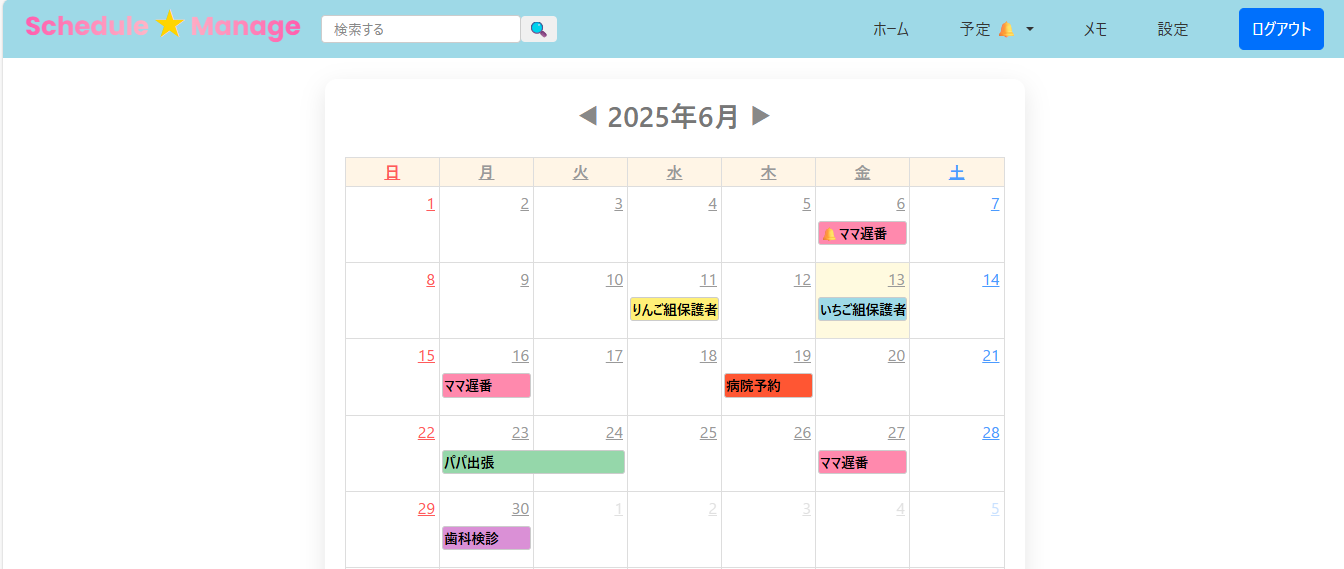 Schedule ★ Manage
検索する
ホーム 予定 🔔 メモ 設定 ログアウト
◀ 2025年6月 ▶
日 月 火 水 木 金 土
1 2 3 4 5 6 7
🔔ママ遅番
8 9 10 11 12 13 14
りんご組保護者 いちご組保護者
15 16 17 18 19 20 21
ママ遅番 病院予約
22 23 24 25 26 27 28
パパ出張 ママ遅番
29 30 1 2 3 4 5
歯科検診